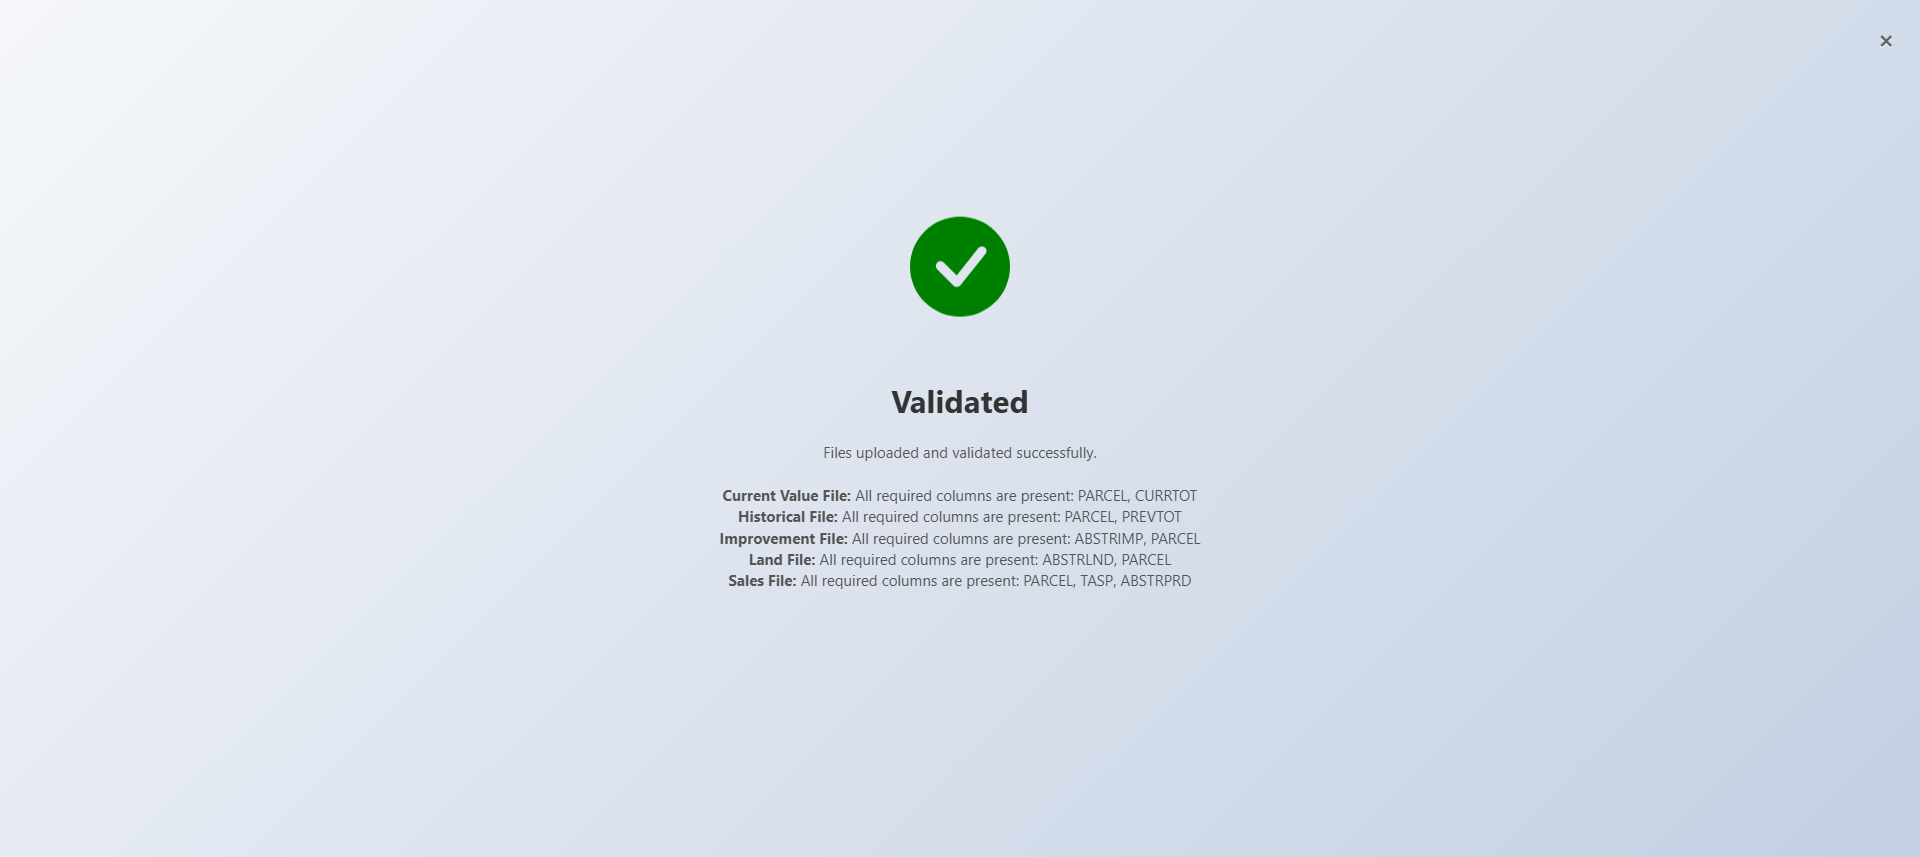 ×
Validated
Files uploaded and validated successfully.
Current Value File: All required columns are present: PARCEL, CURRTOT
Historical File: All required columns are present: PARCEL, PREVTOT
Improvement File: All required columns are present: ABSTRIMP, PARCEL
Land File: All required columns are present: ABSTRLND, PARCEL
Sales File: All required columns are present: PARCEL, TASP, ABSTRPRD